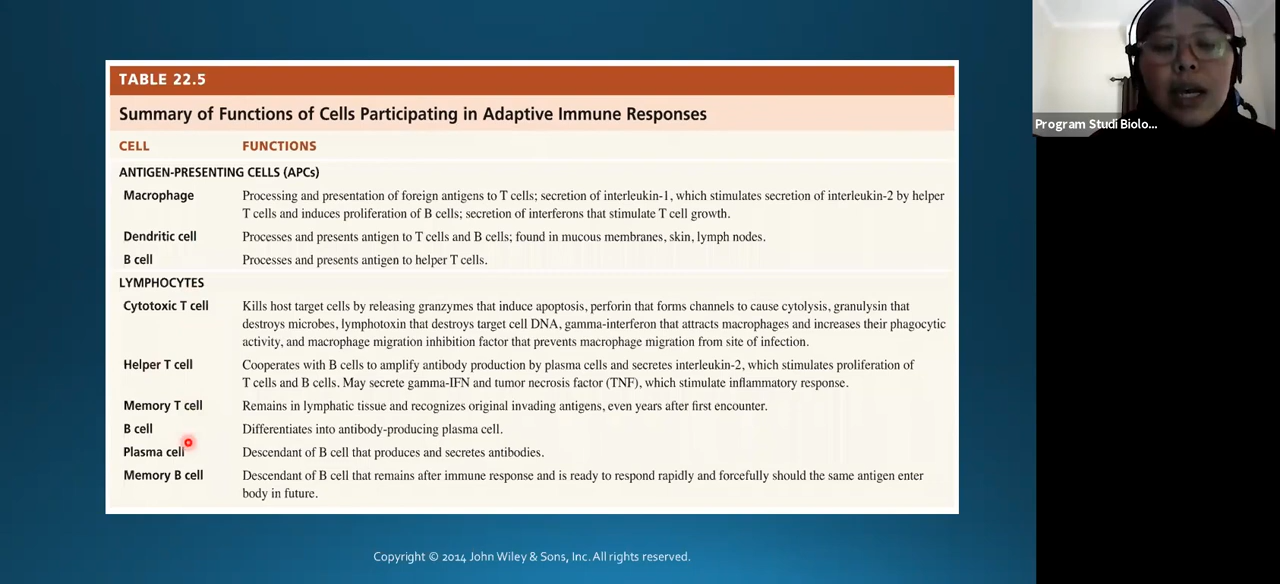 TABLE 22.5
Summary of Functions of Cells Participating in Adaptive Immune Responses
CELL FUNCTIONS
ANTIGEN-PRESENTING CELLS (APCs)
Macrophage Processing and presentation of foreign antigens to T cells; secretion of interleukin-1, which stimulates secretion of interleukin-2 by helper
T cells and induces proliferation of B cells; secretion of interferons that stimulate T cell growth.
Dendritic cell Processes and presents antigen to T cells and B cells; found in mucous membranes, skin, lymph nodes.
B cell Processes and presents antigen to helper T cells.
LYMPHOCYTES
Cytotoxic T cell Kills host target cells by releasing granzymes that induce apoptosis, perforin that forms channels to cause cytolysis, granulysin that
destroys microbes, lymphotoxin that destroys target cell DNA, gamma-interferon that attracts macrophages and increases their phagocytic
activity, and macrophage migration inhibition factor that prevents macrophage migration from site of infection.
Helper T cell Cooperates with B cells to amplify antibody production by plasma cells and secretes interleukin-2, which stimulates proliferation of
T cells and B cells. May secrete gamma-IFN and tumor necrosis factor (TNF), which stimulate inflammatory response.
Memory T cell Remains in lymphatic tissue and recognizes original invading antigens, even years after first encounter.
B cell Differentiates into antibody-producing plasma cell.
Plasma cell Descendant of B cell that produces and secretes antibodies.
Memory B cell Descendant of B cell that remains after immune response and is ready to respond rapidly and forcefully should the same antigen enter
body in future.
Copyright © 2014 John Wiley & Sons, Inc. All rights reserved.
Program Studi Biolo...